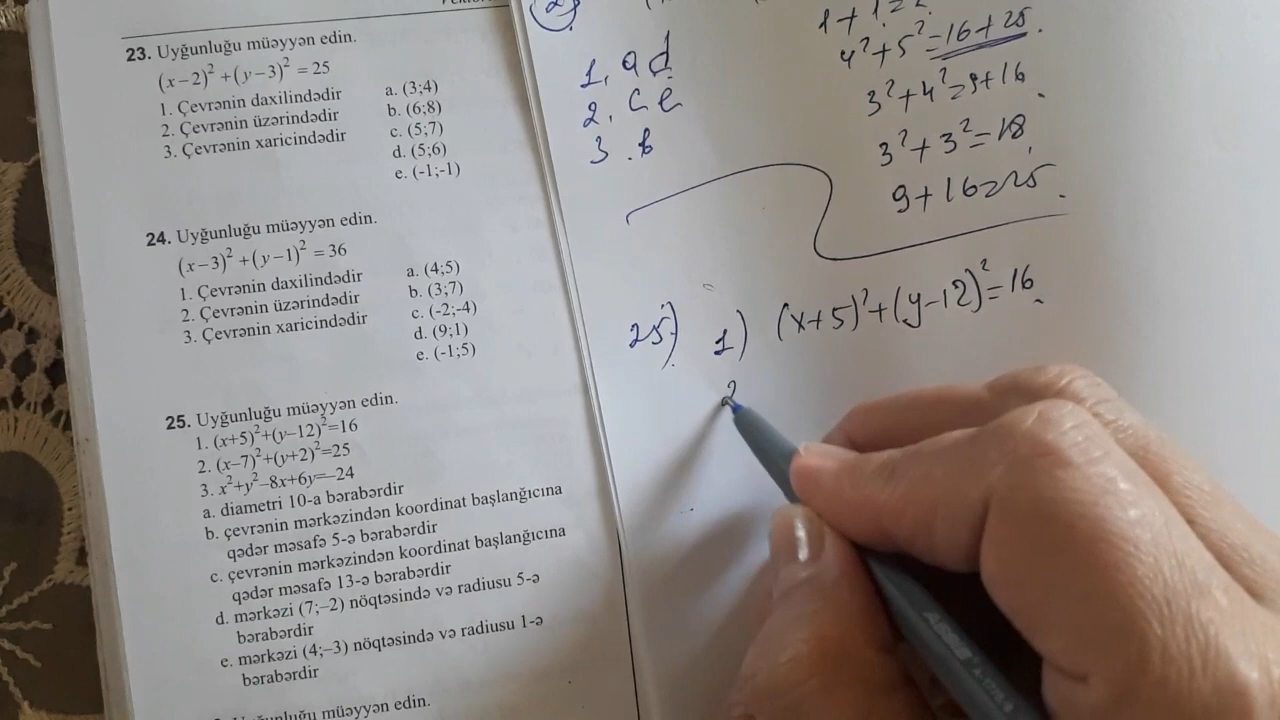 23. Uyğunluğu müəyyən edin.
(x–2)² +(y–3)² = 25
1. Çevrənin daxilindədir
2. Çevrənin üzərindədir
3. Çevrənin xaricindədir
a. (3;4)
b. (6;8)
c. (5;7)
d. (5;6)
e. (-1;-1)
24. Uyğunluğu müəyyən edin.
(x–3)² +(y–1)² = 36
1. Çevrənin daxilindədir
2. Çevrənin üzərindədir
3. Çevrənin xaricindədir
a. (4;5)
b. (3;7)
c. (-2;-4)
d. (9;1)
e. (-1;5)
25. Uyğunluğu müəyyən edin.
1. (x+5)²+(y–12)²=16
2. (x–7)²+(y+2)²=25
3. x²+y²–8x+6y=–24
a. diametri 10-a bərabərdir
b. çevrənin mərkəzindən koordinat başlanğıcına
qədər məsafə 5-ə bərabərdir
c. çevrənin mərkəzindən koordinat başlanğıcına
qədər məsafə 13-ə bərabərdir
d. mərkəzi (7;–2) nöqtəsində və radiusu 5-ə
bərabərdir
e. mərkəzi (4;–3) nöqtəsində və radiusu 1-ə
bərabərdir
Uyğunluğu müəyyən edin.
1. a d
2. c e
3. b
1+1=2.
4²+5²=16+25.
3²+4²=9+16.
3²+3²=18.
9+16=25.
25) 1) (x+5)²+(y–12)²=16.
2